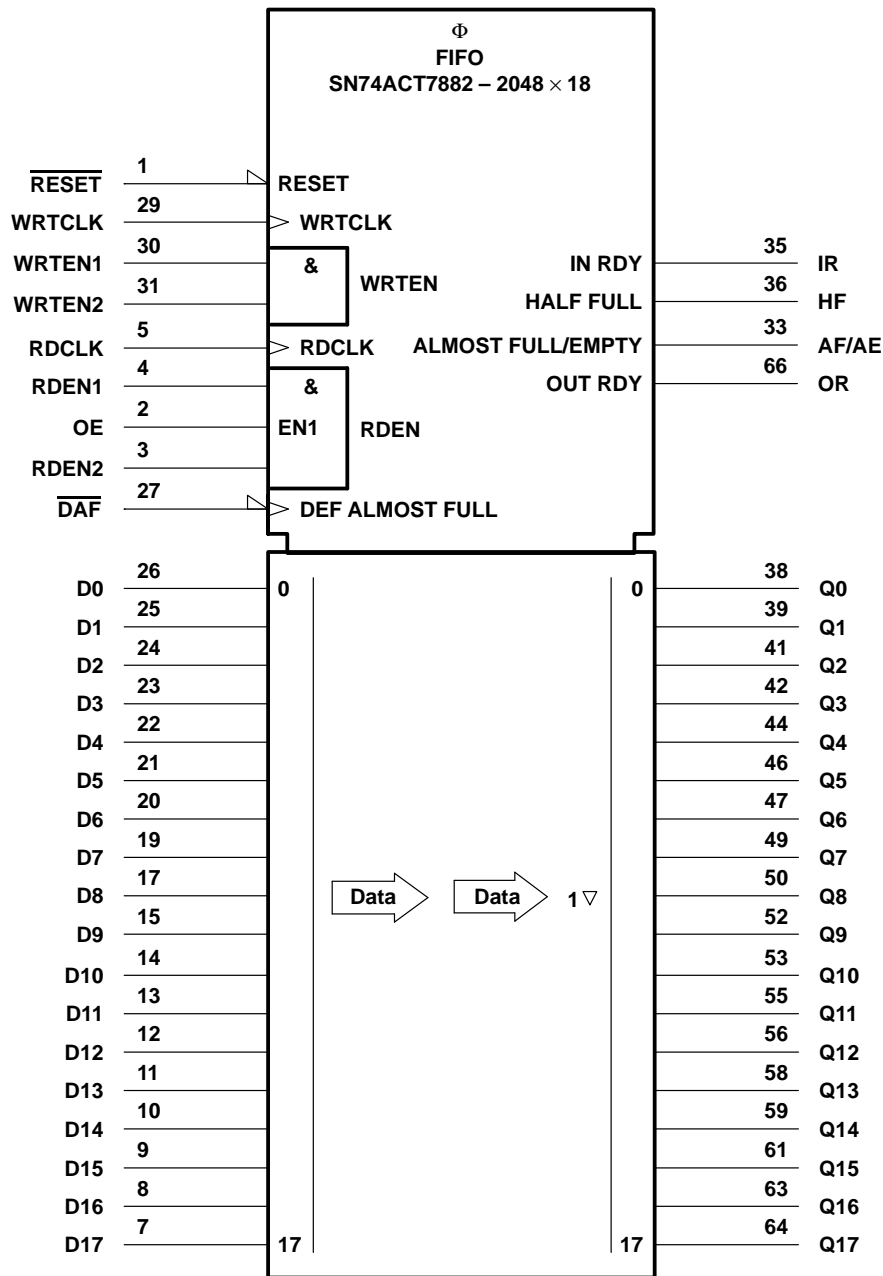 Φ
FIFO
SN74ACT7882 – 2048 × 18
RESET 1 RESET
WRTCLK 29 WRTCLK
WRTEN1 30 & IN RDY 35 IR
WRTEN
WRTEN2 31 HALF FULL 36 HF
RDCLK 5 RDCLK ALMOST FULL/EMPTY 33 AF/AE
RDEN1 4 & OUT RDY 66 OR
OE 2 EN1 RDEN
RDEN2 3
DAF 27 DEF ALMOST FULL
D0 26 0 0 38 Q0
D1 25 39 Q1
D2 24 41 Q2
D3 23 42 Q3
D4 22 44 Q4
D5 21 46 Q5
D6 20 47 Q6
D7 19 49 Q7
D8 17 Data Data 1 ▽ 50 Q8
D9 15 52 Q9
D10 14 53 Q10
D11 13 55 Q11
D12 12 56 Q12
D13 11 58 Q13
D14 10 59 Q14
D15 9 61 Q15
D16 8 63 Q16
D17 7 17 17 64 Q17